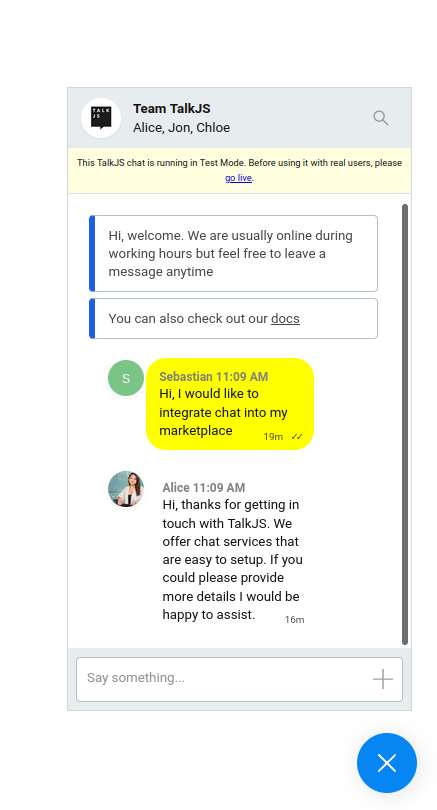 TALK
JS
Team TalkJS
Alice, Jon, Chloe
This TalkJS chat is running in Test Mode. Before using it with real users, please
go live.
Hi, welcome. We are usually online during
working hours but feel free to leave a
message anytime
You can also check out our docs
S
Sebastian 11:09 AM
Hi, I would like to
integrate chat into my
marketplace
19m
Alice 11:09 AM
Hi, thanks for getting in
touch with TalkJS. We
offer chat services that
are easy to setup. If you
could please provide
more details I would be
happy to assist.
16m
Say something...